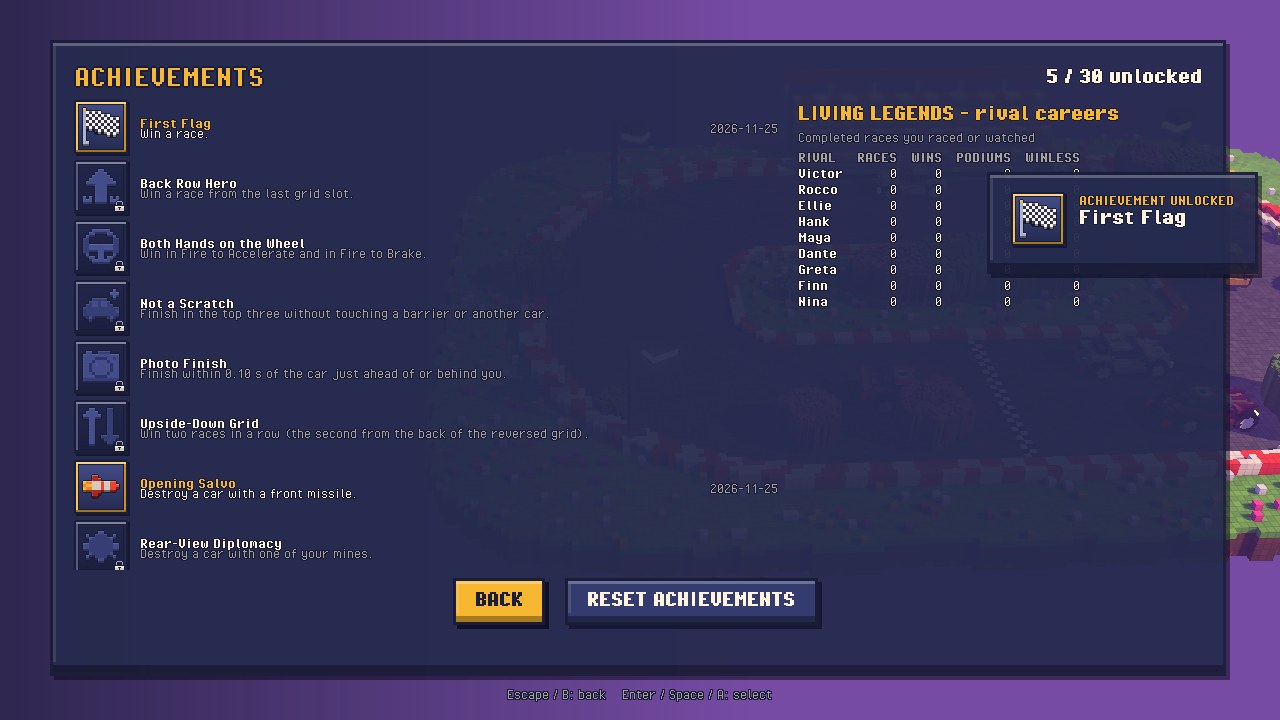 ACHIEVEMENTS
5 / 30 unlocked
First Flag
Win a race.
2026-11-25
Back Row Hero
Win a race from the last grid slot.
Both Hands on the Wheel
Win in Fire to Accelerate and in Fire to Brake.
Not a Scratch
Finish in the top three without touching a barrier or another car.
Photo Finish
Finish within 0.10 s of the car just ahead of or behind you.
Upside-Down Grid
Win two races in a row (the second from the back of the reversed grid).
Opening Salvo
Destroy a car with a front missile.
2026-11-25
Rear-View Diplomacy
Destroy a car with one of your mines.
LIVING LEGENDS - rival careers
Completed races you raced or watched
RIVAL RACES WINS PODIUMS WINLESS
Victor 0 0
Rocco 0 0
Ellie 0 0
Hank 0 0
Maya 0 0
Dante 0 0
Greta 0 0
Finn 0 0 0 0
Nina 0 0 0 0
ACHIEVEMENT UNLOCKED
First Flag
BACK
RESET ACHIEVEMENTS
Escape / B: back Enter / Space / A: select